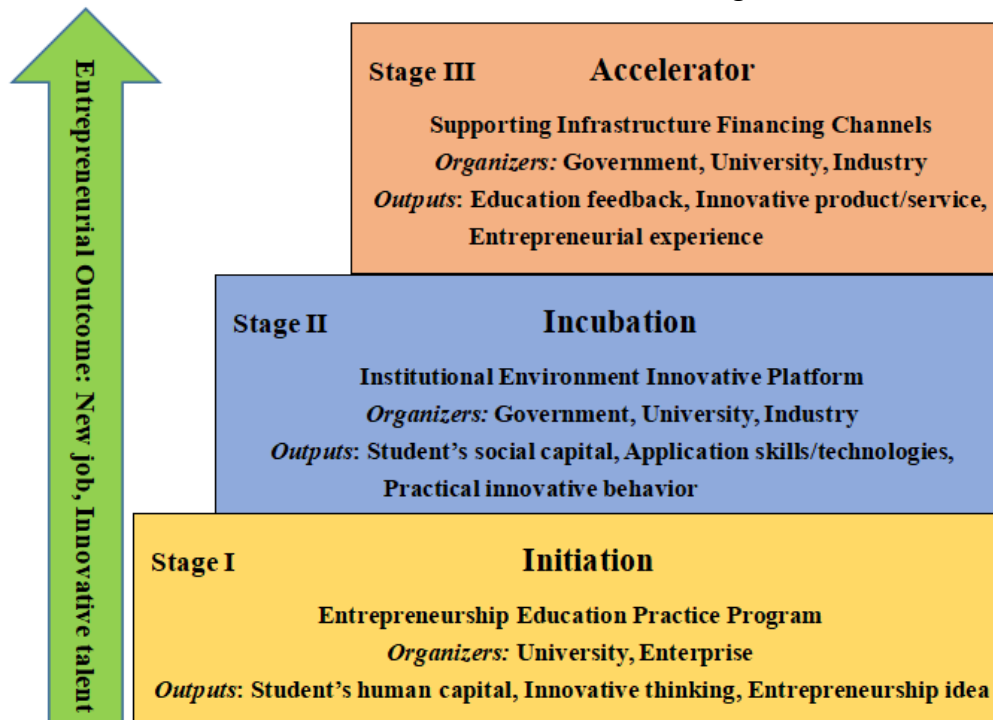 Entrepreneurial Outcome: New job, Innovative talent
Stage III Accelerator
Supporting Infrastructure Financing Channels
Organizers: Government, University, Industry
Outputs: Education feedback, Innovative product/service,
Entrepreneurial experience
Stage II Incubation
Institutional Environment Innovative Platform
Organizers: Government, University, Industry
Outputs: Student's social capital, Application skills/technologies,
Practical innovative behavior
Stage I Initiation
Entrepreneurship Education Practice Program
Organizers: University, Enterprise
Outputs: Student's human capital, Innovative thinking, Entrepreneurship idea